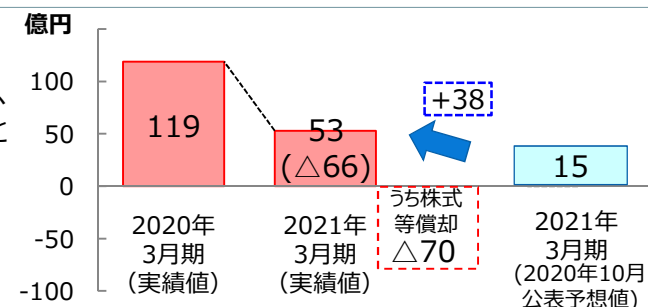 億円
100
50
0
-50
-100
119
53
(△66)
+38
15
うち株式
等償却
△70
2020年
3月期
(実績値)
2021年
3月期
(実績値)
2021年
3月期
(2020年10月
公表予想値)